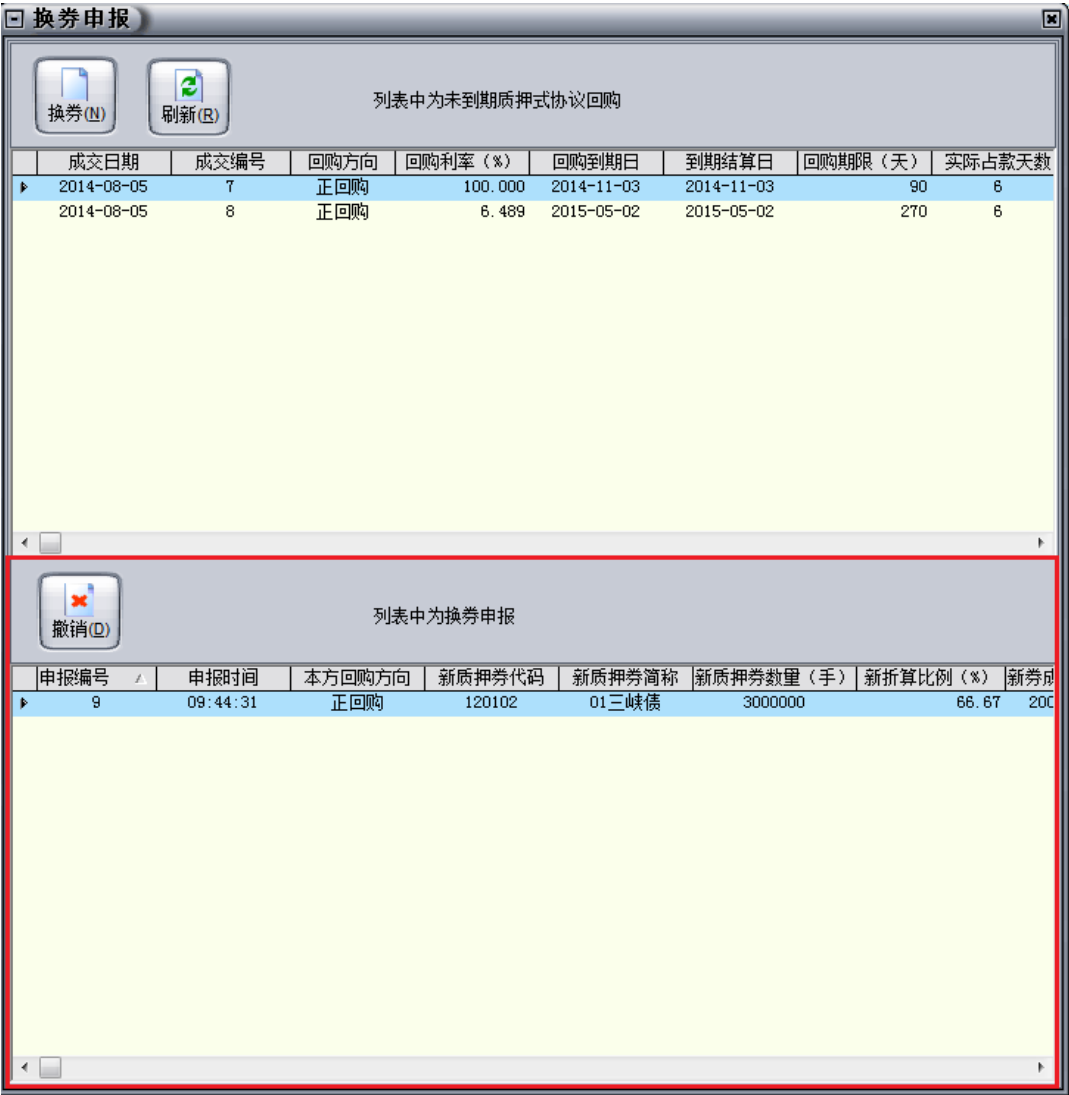 换券申报
换券(N) 刷新(R) 列表中为未到期质押式协议回购
成交日期 成交编号 回购方向 回购利率（%） 回购到期日 到期结算日 回购期限（天） 实际占款天数
2014-08-05 7 正回购 100.000 2014-11-03 2014-11-03 90 6
2014-08-05 8 正回购 6.489 2015-05-02 2015-05-02 270 6
撤销(D) 列表中为换券申报
申报编号 申报时间 本方回购方向 新质押券代码 新质押券简称 新质押券数量（手） 新折算比例（%） 新券成
9 09:44:31 正回购 120102 01三峡债 3000000 66.67 200